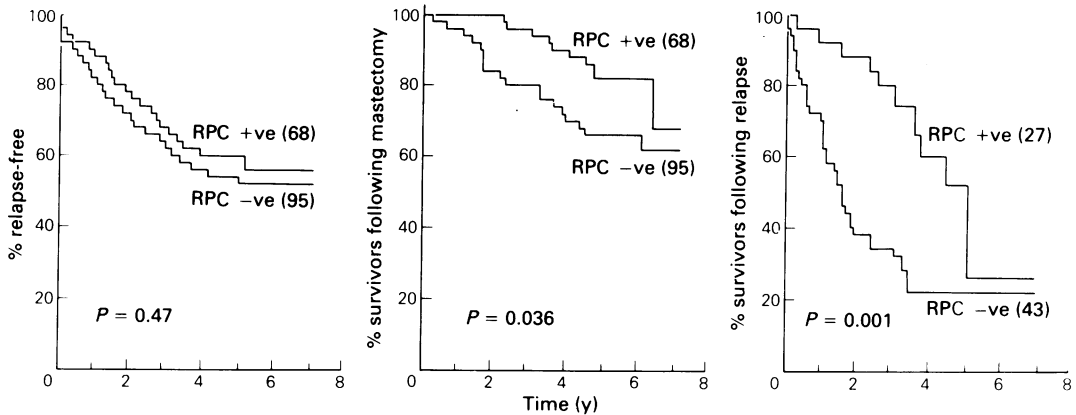 % relapse-free
100
80
60
40
20
0
2
4
6
8
RPC +ve (68)
RPC −ve (95)
P = 0.47
% survivors following mastectomy
100
80
60
40
20
0
2
4
6
8
RPC +ve (68)
RPC −ve (95)
P = 0.036
Time (y)
% survivors following relapse
100
80
60
40
20
0
2
4
6
8
RPC +ve (27)
RPC −ve (43)
P = 0.001